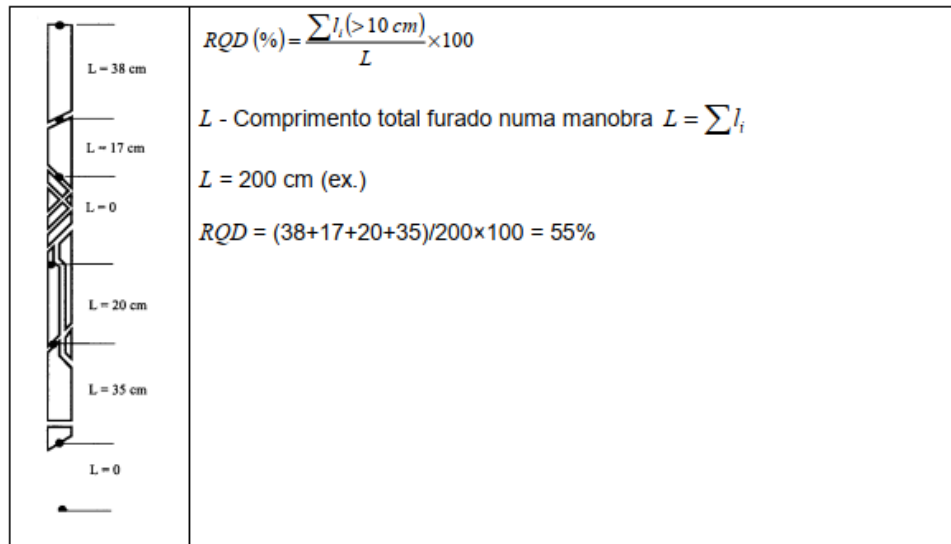 L = 38 cm
L = 17 cm
L = 0
L = 20 cm
L = 35 cm
L = 0
RQD (%) = ∑ l_i (>10 cm) / L ×100
L - Comprimento total furado numa manobra L = ∑ l_i
L = 200 cm (ex.)
RQD = (38+17+20+35)/200×100 = 55%